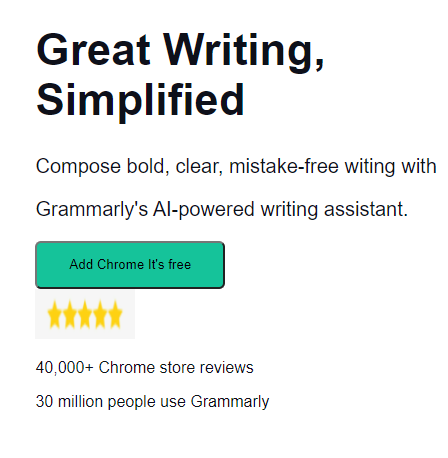 Great Writing,
Simplified
Compose bold, clear, mistake-free witing with
Grammarly's AI-powered writing assistant.
Add Chrome It's free
40,000+ Chrome store reviews
30 million people use Grammarly